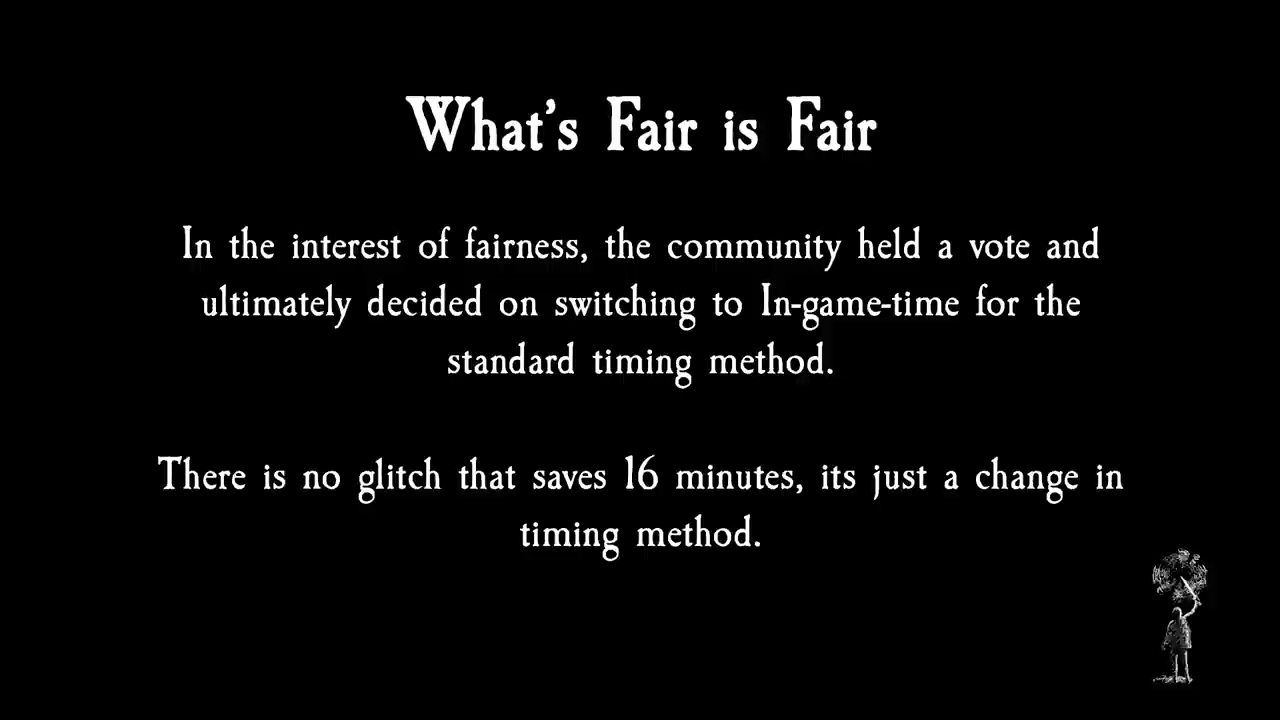 What's Fair is Fair
In the interest of fairness, the community held a vote and
ultimately decided on switching to In-game-time for the
standard timing method.
There is no glitch that saves 16 minutes, its just a change in
timing method.